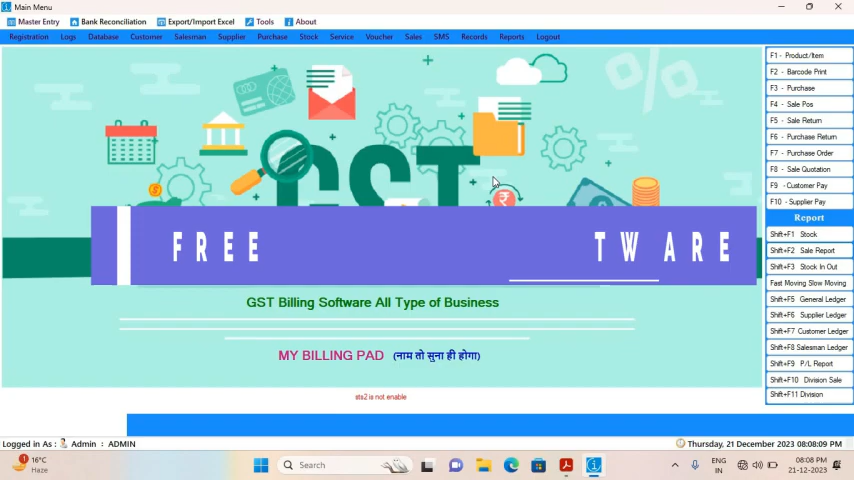 Main Menu
Master Entry Bank Reconciliation Export/Import Excel Tools About
Registration Logs Database Customer Salesman Supplier Purchase Stock Service Voucher Sales SMS Records Reports Logout
GST
FREE TWARE
GST Billing Software All Type of Business
MY BILLING PAD (नाम तो सुना ही होगा)
sts2 is not enable
F1 - Product/Item
F2 - Barcode Print
F3 - Purchase
F4 - Sale Pos
F5 - Sale Return
F6 - Purchase Return
F7 - Purchase Order
F8 - Sale Quotation
F9 - Customer Pay
F10 - Supplier Pay
Report
Shift+F1 Stock
Shift+F2 Sale Report
Shift+F3 Stock In Out
Fast Moving Slow Moving
Shift+F5 General Ledger
Shift+F6 Supplier Ledger
Shift+F7 Customer Ledger
Shift+F8 Salesman Ledger
Shift+F9 P/L Report
Shift+F10 Division Sale
Shift+F11 Division
Logged in As : Admin : ADMIN
Thursday, 21 December 2023 08:08:09 PM
1
16°C
Haze
Search
ENG
IN
08:08 PM
21-12-2023